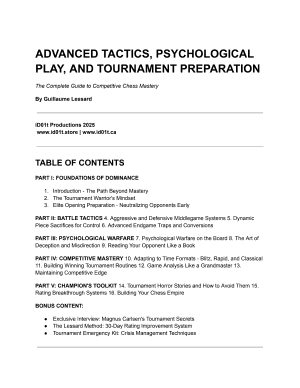 ADVANCED TACTICS, PSYCHOLOGICAL
PLAY, AND TOURNAMENT PREPARATION
The Complete Guide to Competitive Chess Mastery
By Guillaume Lessard
iD01t Productions 2025
www.id01t.store | www.id01t.ca
TABLE OF CONTENTS
PART I: FOUNDATIONS OF DOMINANCE
1. Introduction - The Path Beyond Mastery
2. The Tournament Warrior's Mindset
3. Elite Opening Preparation - Neutralizing Opponents Early
PART II: BATTLE TACTICS 4. Aggressive and Defensive Middlegame Systems 5. Dynamic
Piece Sacrifices for Control 6. Advanced Endgame Traps and Conversions
PART III: PSYCHOLOGICAL WARFARE 7. Psychological Warfare on the Board 8. The Art of
Deception and Misdirection 9. Reading Your Opponent Like a Book
PART IV: COMPETITIVE MASTERY 10. Adapting to Time Formats - Blitz, Rapid, and Classical
11. Building Winning Tournament Routines 12. Game Analysis Like a Grandmaster 13.
Maintaining Competitive Edge
PART V: CHAMPION'S TOOLKIT 14. Tournament Horror Stories and How to Avoid Them 15.
Rating Breakthrough Systems 16. Building Your Chess Empire
BONUS CONTENT:
● Exclusive Interview: Magnus Carlsen's Tournament Secrets
● The Lessard Method: 30-Day Rating Improvement System
● Tournament Emergency Kit: Crisis Management Techniques